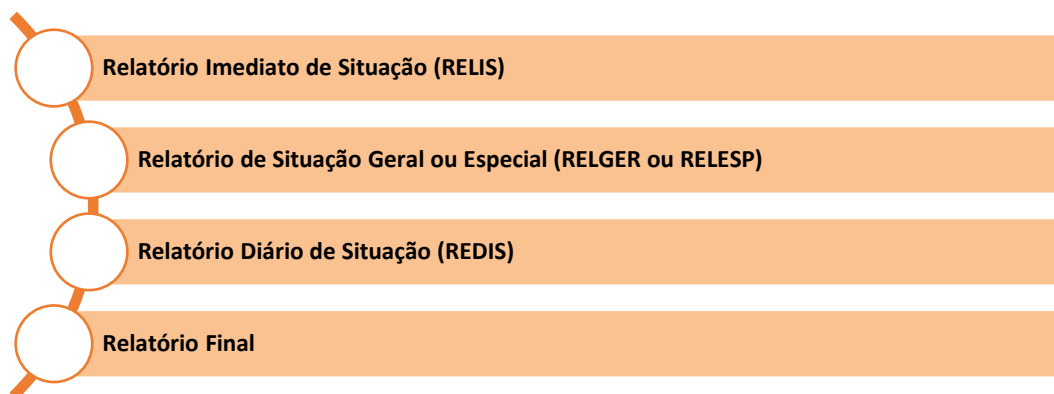 Relatório Imediato de Situação (RELIS)
Relatório de Situação Geral ou Especial (RELGER ou RELESP)
Relatório Diário de Situação (REDIS)
Relatório Final